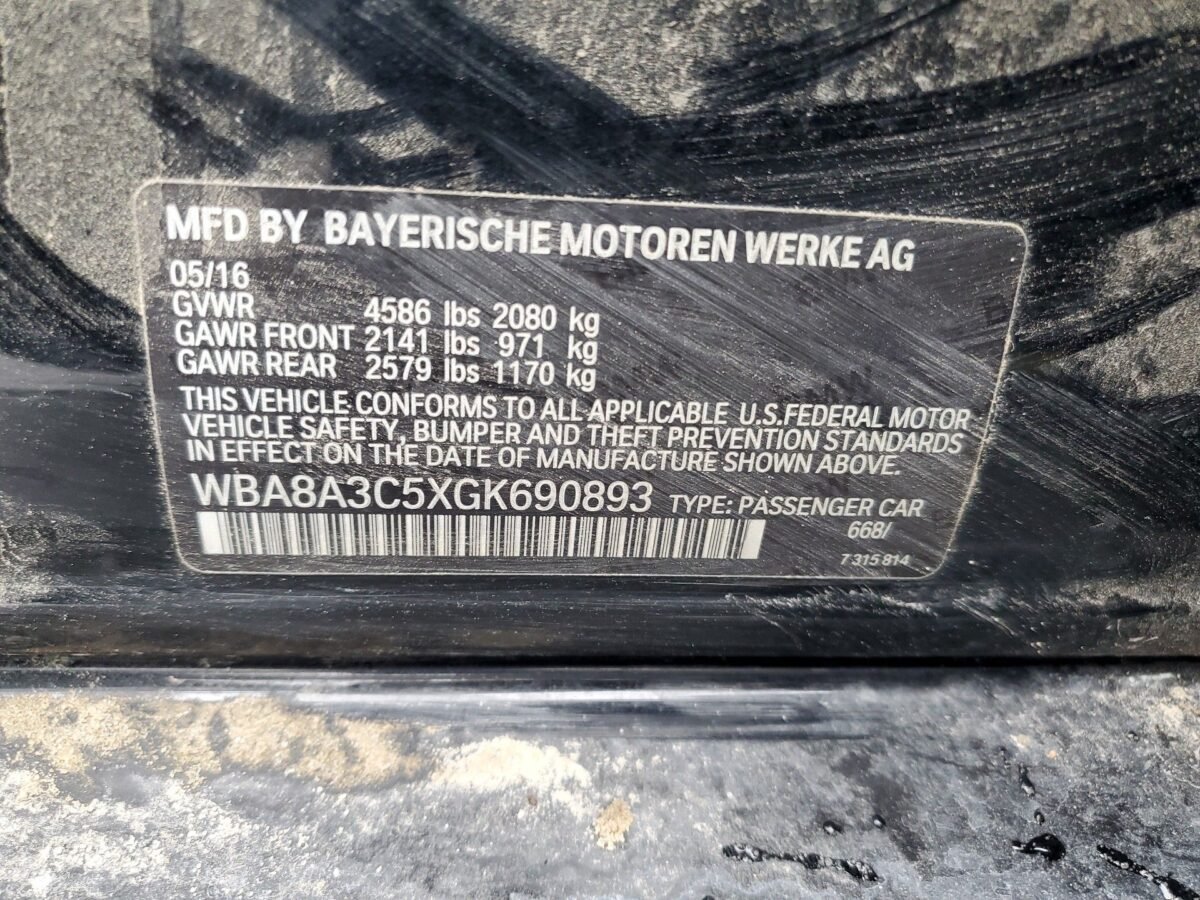 MFD BY BAYERISCHE MOTOREN WERKE AG
05/16
GVWR 4586 lbs 2080 kg
GAWR FRONT 2141 lbs 971 kg
GAWR REAR 2579 lbs 1170 kg
THIS VEHICLE CONFORMS TO ALL APPLICABLE U.S.FEDERAL MOTOR
VEHICLE SAFETY, BUMPER AND THEFT PREVENTION STANDARDS
IN EFFECT ON THE DATE OF MANUFACTURE SHOWN ABOVE.
WBA8A3C5XGK690893 TYPE: PASSENGER CAR
668/
7 315 814